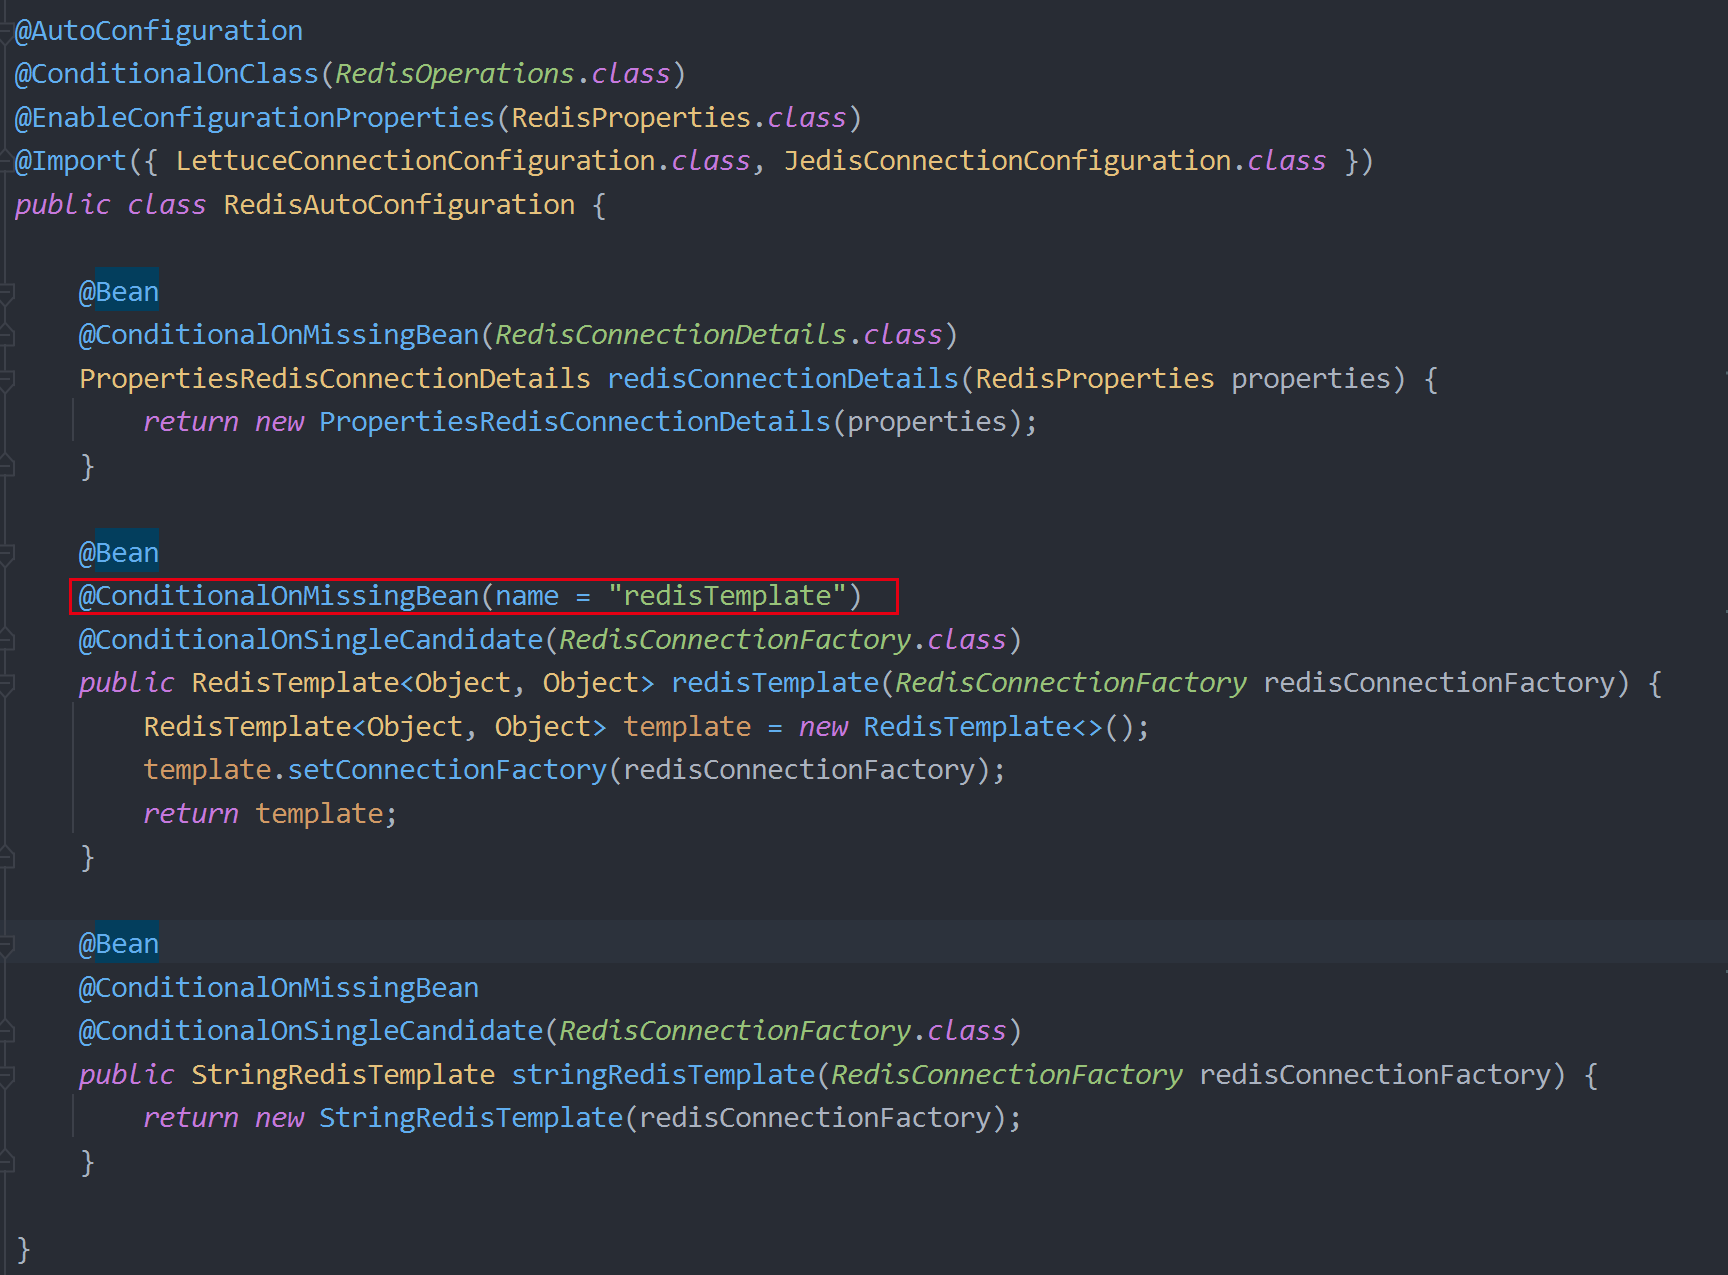 @AutoConfiguration
@ConditionalOnClass(RedisOperations.class)
@EnableConfigurationProperties(RedisProperties.class)
@Import({ LettuceConnectionConfiguration.class, JedisConnectionConfiguration.class })
public class RedisAutoConfiguration {
@Bean
@ConditionalOnMissingBean(RedisConnectionDetails.class)
PropertiesRedisConnectionDetails redisConnectionDetails(RedisProperties properties) {
return new PropertiesRedisConnectionDetails(properties);
}
@Bean
@ConditionalOnMissingBean(name = "redisTemplate")
@ConditionalOnSingleCandidate(RedisConnectionFactory.class)
public RedisTemplate<Object, Object> redisTemplate(RedisConnectionFactory redisConnectionFactory) {
RedisTemplate<Object, Object> template = new RedisTemplate<>();
template.setConnectionFactory(redisConnectionFactory);
return template;
}
@Bean
@ConditionalOnMissingBean
@ConditionalOnSingleCandidate(RedisConnectionFactory.class)
public StringRedisTemplate stringRedisTemplate(RedisConnectionFactory redisConnectionFactory) {
return new StringRedisTemplate(redisConnectionFactory);
}
}